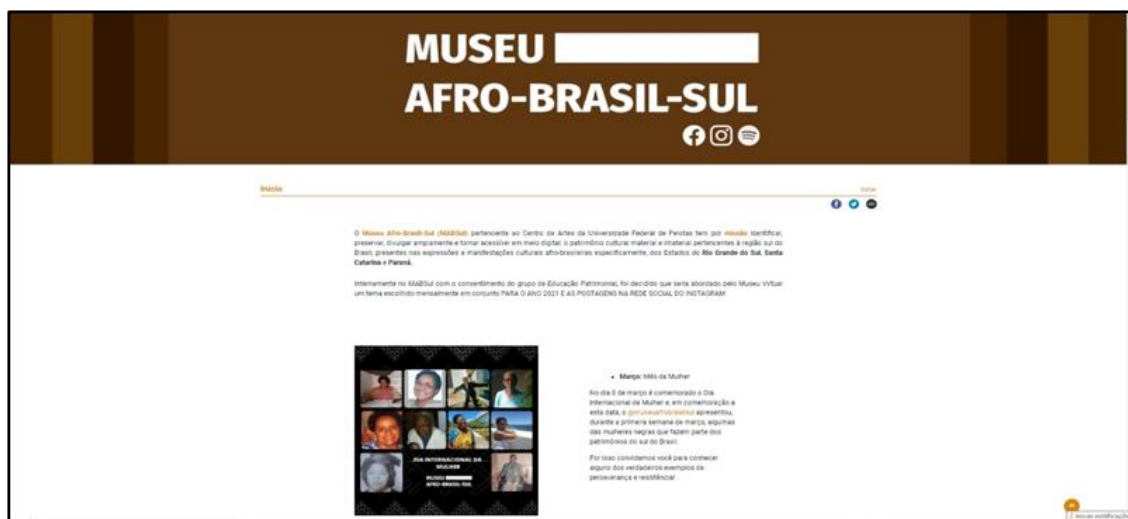 MUSEU
AFRO-BRASIL-SUL
Início
O Museu Afro-Brasil-Sul (MABSul) pertencente ao Centro de Artes da Universidade Federal de Pelotas tem por missão identificar,
preservar, divulgar amplamente e tornar acessível em meio digital: o patrimônio cultural material e imaterial pertencentes à região sul do
Brasil, presentes nas expressões e manifestações culturais afro-brasileiras especificamente, dos Estados do Rio Grande do Sul, Santa
Catarina e Paraná.
Internamente no MABSul com o consentimento do grupo de Educação Patrimonial, foi decidido que seria abordado pelo Museu Virtual
um tema escolhido mensalmente em conjunto PARA O ANO 2021 E AS POSTAGENS NA REDE SOCIAL DO INSTAGRAM
• Março: Mês da Mulher
No dia 8 de março é comemorado o Dia
Internacional da Mulher e, em comemoração a
esta data, o @museuafrobrasilsul apresentou,
durante a primeira semana de março, algumas
das mulheres negras que fazem parte dos
patrimônios do sul do Brasil.
Por isso convidamos você para conhecer
alguns dos verdadeiros exemplos de
perseverança e resistência!
DIA INTERNACIONAL DA
MULHER
MUSEU
AFRO-BRASIL-SUL